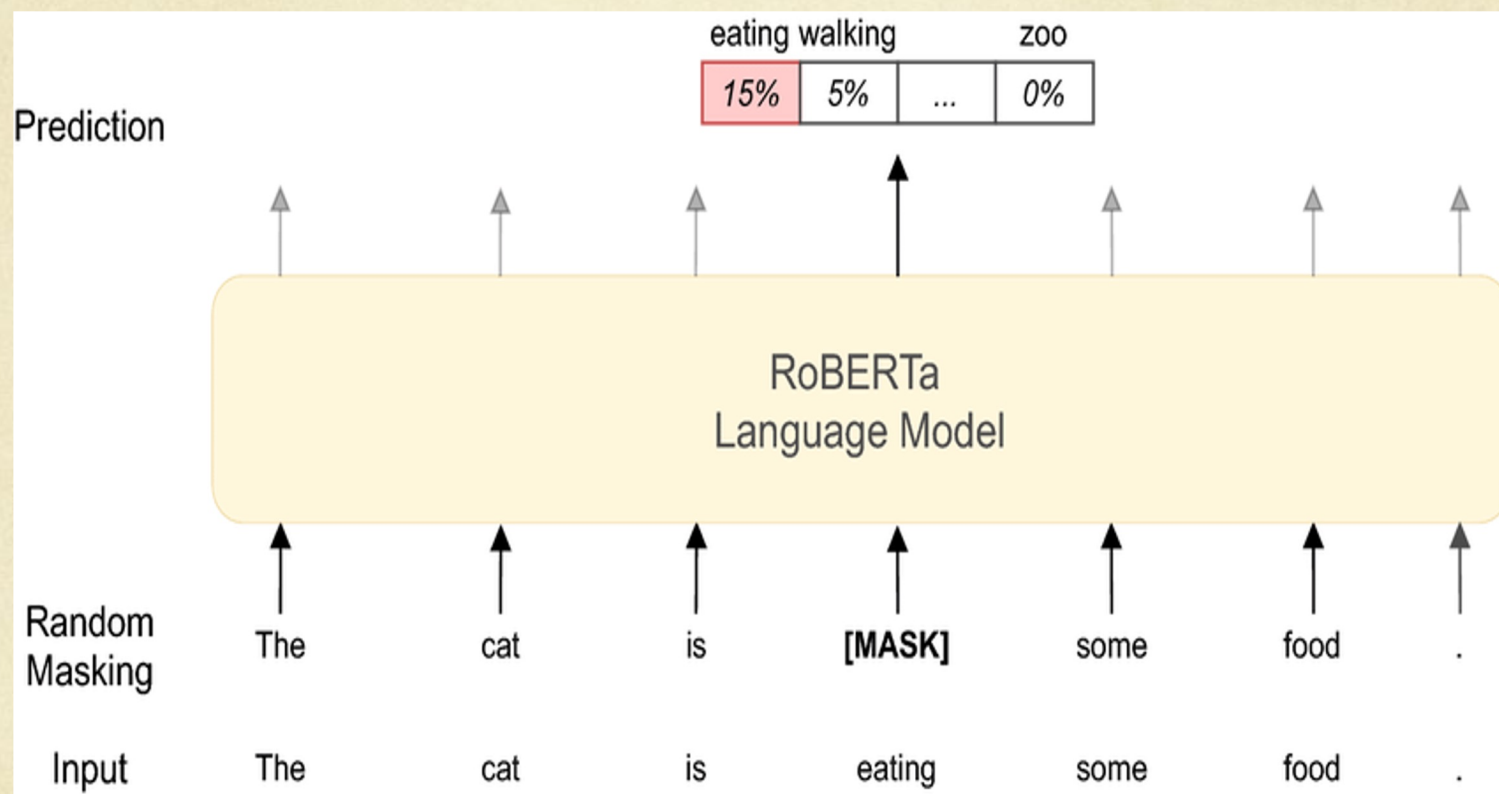 eating walking zoo
15% 5% ... 0%
Prediction
RoBERTa
Language Model
Random
Masking
The cat is [MASK] some food .
Input The cat is eating some food .